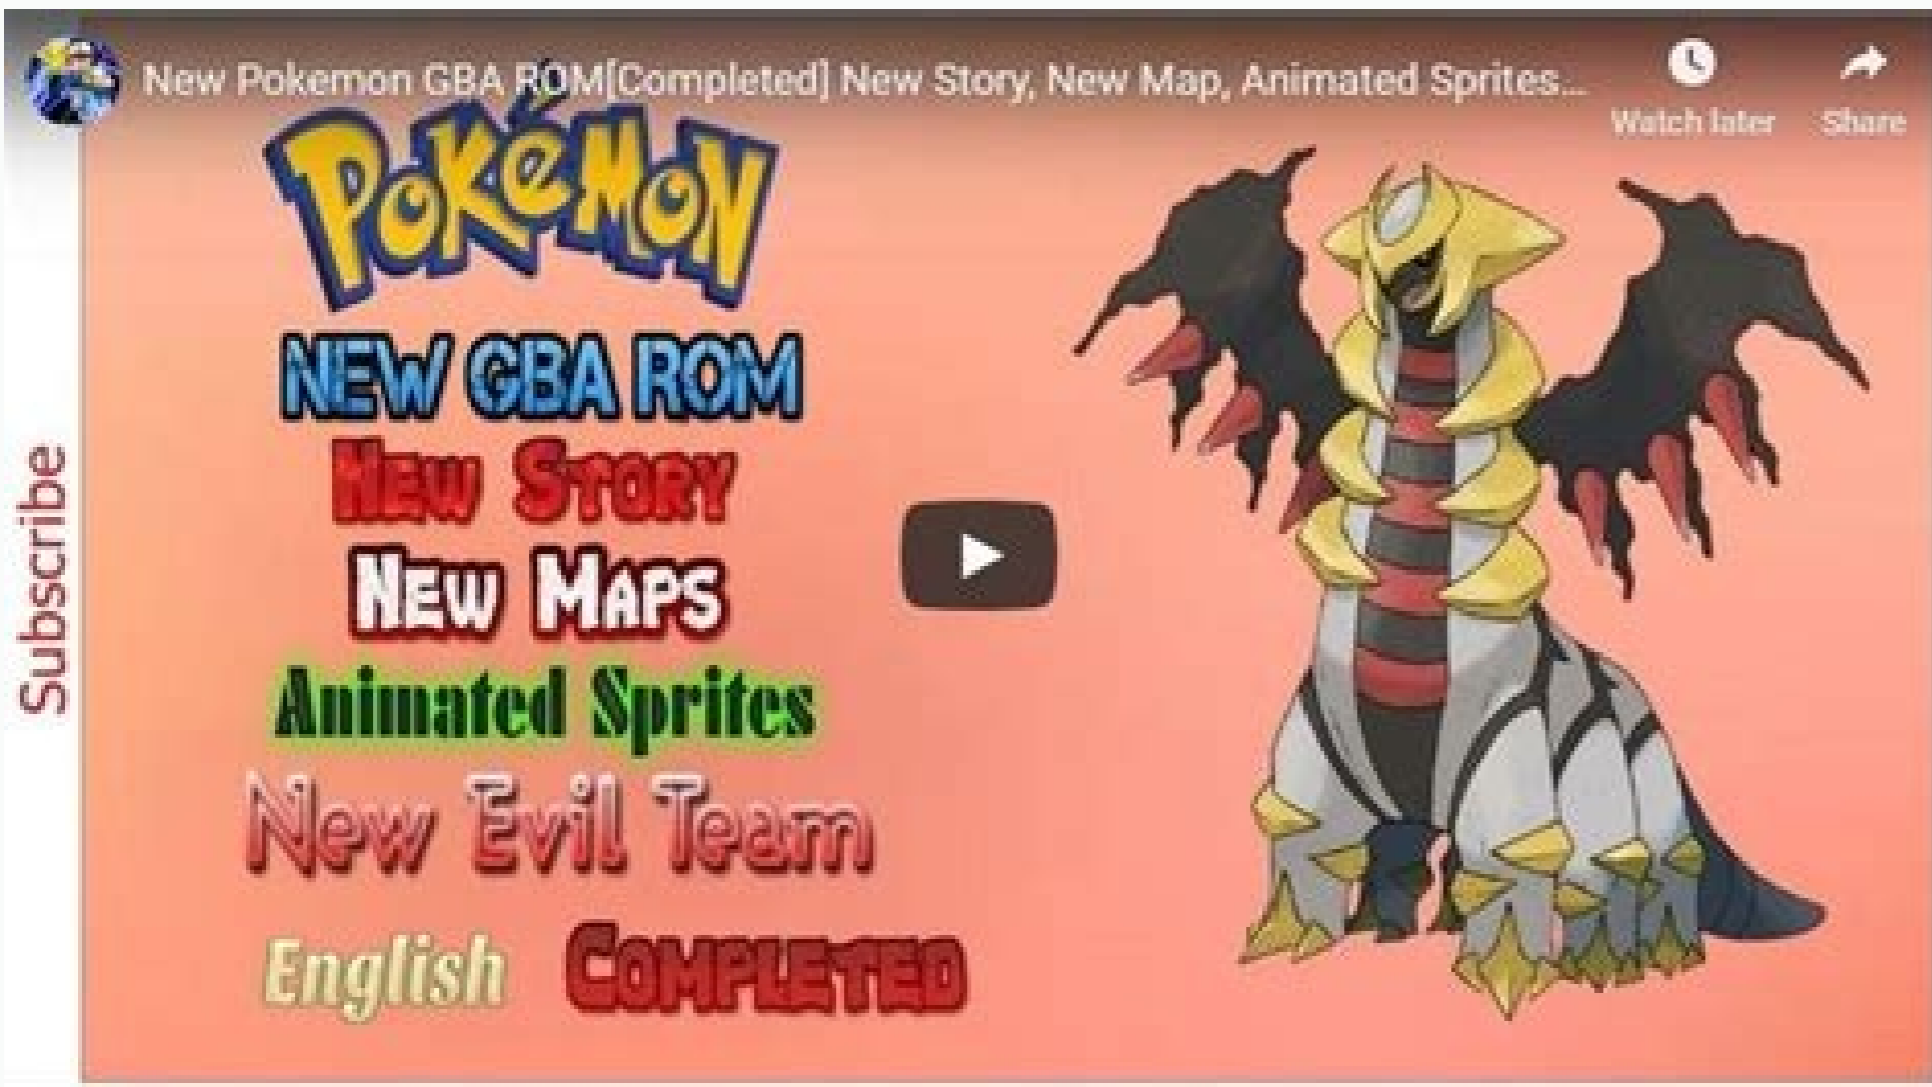 New Pokemon GBA ROM[Completed] New Story, New Map, Animated Sprites...
Watch later
Share
Subscribe
POKéMON
NEW GBA ROM
NEW STORY
NEW MAPS
Animated Sprites
New Evil Team
English COMPLETED